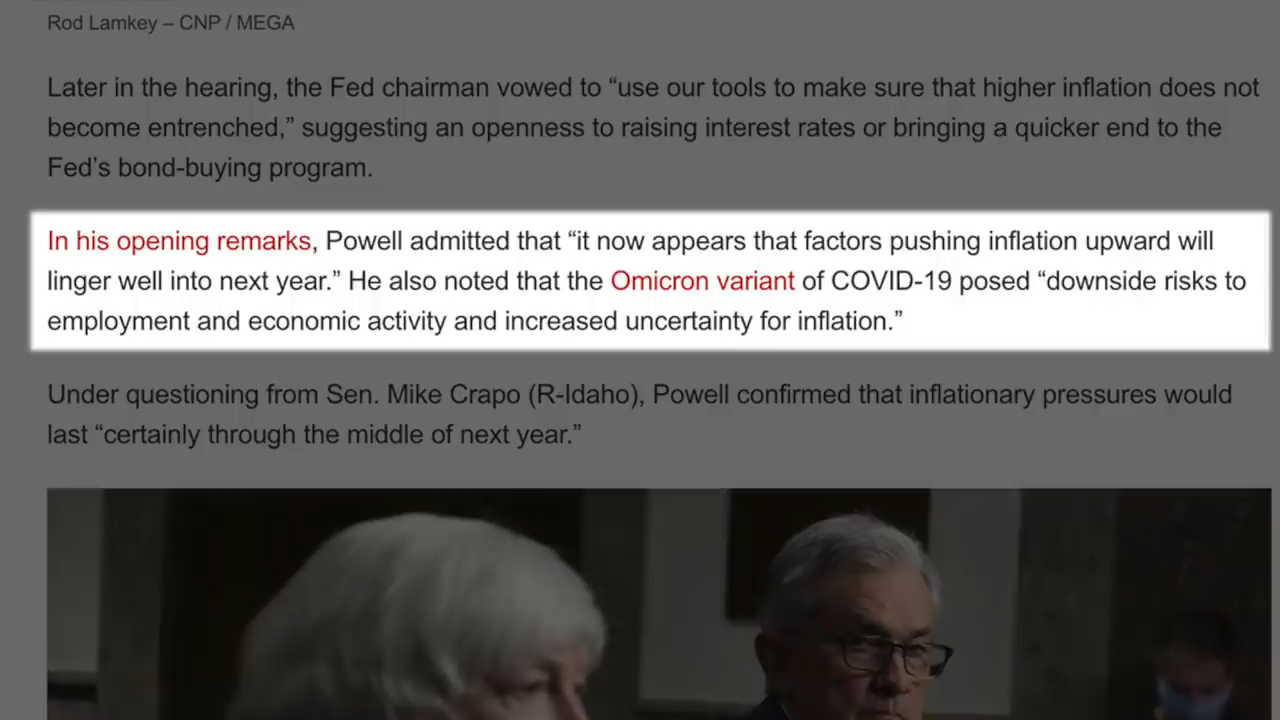 Rod Lamkey – CNP / MEGA
Later in the hearing, the Fed chairman vowed to “use our tools to make sure that higher inflation does not
become entrenched,” suggesting an openness to raising interest rates or bringing a quicker end to the
Fed’s bond-buying program.
In his opening remarks, Powell admitted that “it now appears that factors pushing inflation upward will
linger well into next year.” He also noted that the Omicron variant of COVID-19 posed “downside risks to
employment and economic activity and increased uncertainty for inflation.”
Under questioning from Sen. Mike Crapo (R-Idaho), Powell confirmed that inflationary pressures would
last “certainly through the middle of next year.”